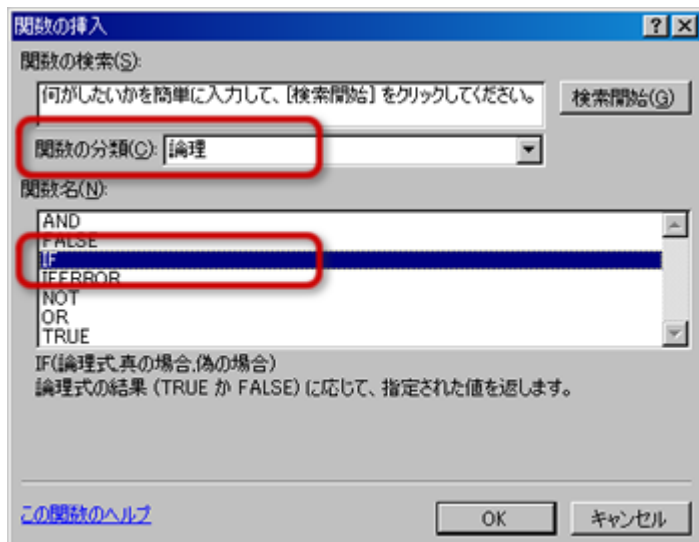 関数の挿入
関数の検索(S):
何がしたいかを簡単に入力して、[検索開始] をクリックしてください。
検索開始(G)
関数の分類(C): 論理
関数名(N):
AND
FALSE
IF
IFERROR
NOT
OR
TRUE
IF(論理式,真の場合,偽の場合)
論理式の結果 (TRUE か FALSE) に応じて、指定された値を返します。
この関数のヘルプ
OK
キャンセル